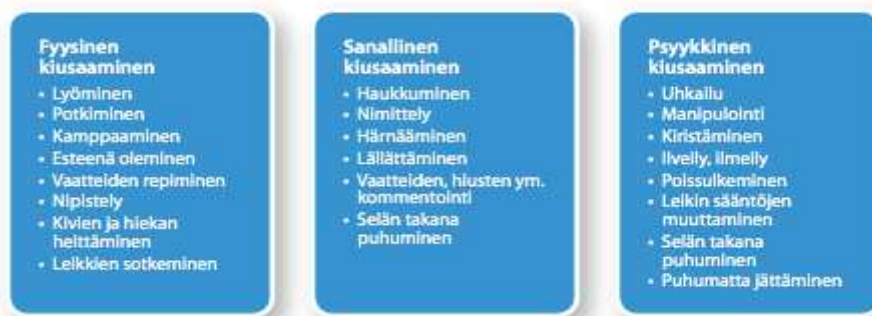 Fyysinen
kiusaaminen
• Lyöminen
• Potkiminen
• Kamppaaminen
• Esteenä oleminen
• Vaatteiden repiminen
• Nipistely
• Kivien ja hiekan
heittäminen
• Leikkien sotkeminen
Sanallinen
kiusaaminen
• Haukkuminen
• Nimittely
• Härnääminen
• Lällättäminen
• Vaatteiden, hiusten ym.
kommentointi
• Selän takana
puhuminen
Psyykkinen
kiusaaminen
• Uhkailu
• Manipulointi
• Kiristäminen
• Ilveily, ilmeily
• Poissulkeminen
• Leikin sääntöjen
muuttaminen
• Selän takana
puhuminen
• Puhumatta jättäminen